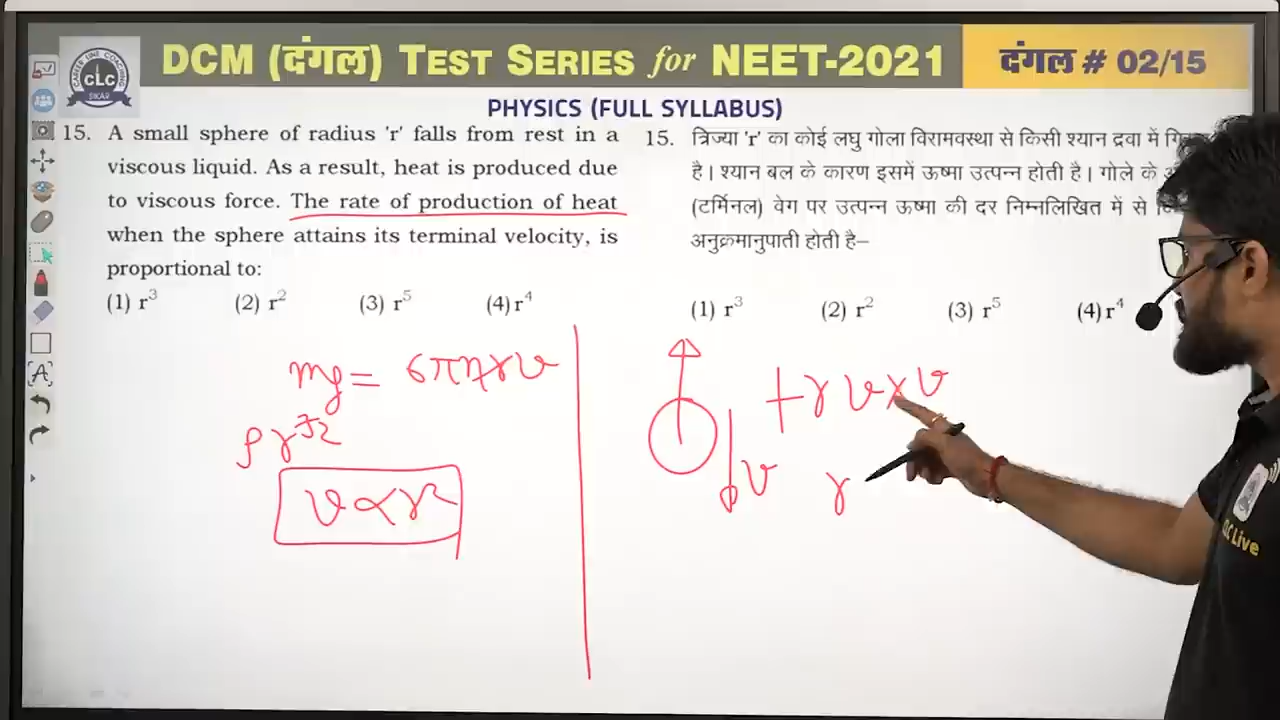 DCM (दंगल) TEST SERIES for NEET-2021
दंगल # 02/15
CLC
SIKAR
PHYSICS (FULL SYLLABUS)
15. A small sphere of radius 'r' falls from rest in a
viscous liquid. As a result, heat is produced due
to viscous force. The rate of production of heat
when the sphere attains its terminal velocity, is
proportional to:
(1) r³ (2) r² (3) r⁵ (4) r⁴
15. त्रिज्या 'r' का कोई लघु गोला विरामवस्था से किसी श्यान द्रवा में
है। श्यान बल के कारण इसमें ऊष्मा उत्पन्न होती है। गोले के
(टर्मिनल) वेग पर उत्पन्न ऊष्मा की दर निम्नलिखित में से
अनुक्रमानुपाती होती है–
(1) r³ (2) r² (3) r⁵ (4) r⁴
mg = 6πηrv
v ∝ r²
v
r
Live